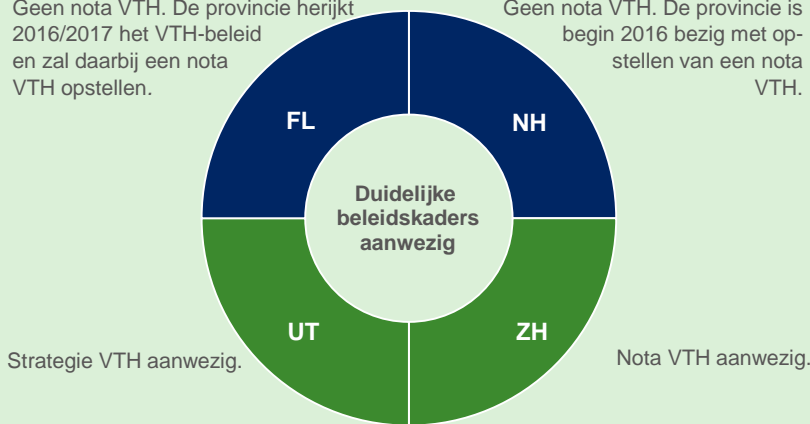 Geen nota VTH. De provincie herijkt
2016/2017 het VTH-beleid
en zal daarbij een nota
VTH opstellen.
Geen nota VTH. De provincie is
begin 2016 bezig met op-
stellen van een nota
VTH.
FL
NH
Duidelijke
beleidskaders
aanwezig
UT
ZH
Strategie VTH aanwezig.
Nota VTH aanwezig.